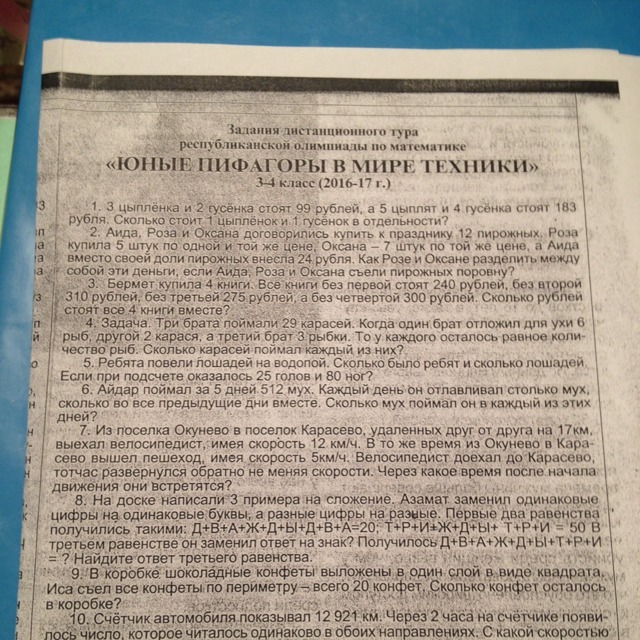 Задания дистанционного тура
республиканской олимпиады по математике
«ЮНЫЕ ПИФАГОРЫ В МИРЕ ТЕХНИКИ»
3-4 класс (2016-17 г.)
1. 3 цыплёнка и 2 гусёнка стоят 99 рублей, а 5 цыплят и 4 гусёнка стоят 183
рубля. Сколько стоит 1 цыплёнок и 1 гусёнок в отдельности?
2. Аида, Роза и Оксана договорились купить к празднику 12 пирожных. Роза
купила 5 штук по одной и той же цене, Оксана – 7 штук по той же цене, а Аида
вместо своей доли пирожных внесла 24 рубля. Как Розе и Оксане разделить между
собой эти деньги, если Аида, Роза и Оксана съели пирожных поровну?
3. Бермет купила 4 книги. Все книги без первой стоят 240 рублей, без второй
310 рублей, без третьей 275 рублей, а без четвертой 300 рублей. Сколько рублей
стоят все 4 книги вместе?
4. Задача. Три брата поймали 29 карасей. Когда один брат отложил для ухи 6
рыб, другой 2 карася, а третий брат 3 рыбки. То у каждого осталось равное коли-
чество рыб. Сколько карасей поймал каждый из них?
5. Ребята повели лошадей на водопой. Сколько было ребят и сколько лошадей.
Если при подсчете оказалось 25 голов и 80 ног?
6. Айдар поймал за 5 дней 512 мух. Каждый день он отлавливал столько мух,
сколько во все предыдущие дни вместе. Сколько мух поймал он в каждый из этих
дней?
7. Из поселка Окунево в поселок Карасево, удаленных друг от друга на 17км,
выехал велосипедист, имея скорость 12 км/ч. В то же время из Окунево в Кара-
сево вышел пешеход, имея скорость 5км/ч. Велосипедист доехал до Карасево,
тотчас развернулся обратно не меняя скорости. Через какое время после начала
движения они встретятся?
8. На доске написали 3 примера на сложение. Азамат заменил одинаковые
цифры на одинаковые буквы, а разные цифры на разные. Первые два равенства
получились такими: Д+В+А+Ж+Д+Ы+Д+В+А=20; Т+Р+И+Ж+Д+Ы+ Т+Р+И = 50 В
третьем равенстве он заменил ответ на знак? Получилось Д+В+А+Ж+Д+Ы+Т+Р+И
= ? Найдите ответ третьего равенства.
9. В коробке шоколадные конфеты выложены в один слой в виде квадрата.
Иса съел все конфеты по периметру – всего 20 конфет. Сколько конфет осталось
в коробке?
10. Счётчик автомобиля показывал 12 921 км. Через 2 часа на счётчике появи-
лось число, которое читалось одинаково в обоих направлениях. С какой скоростью